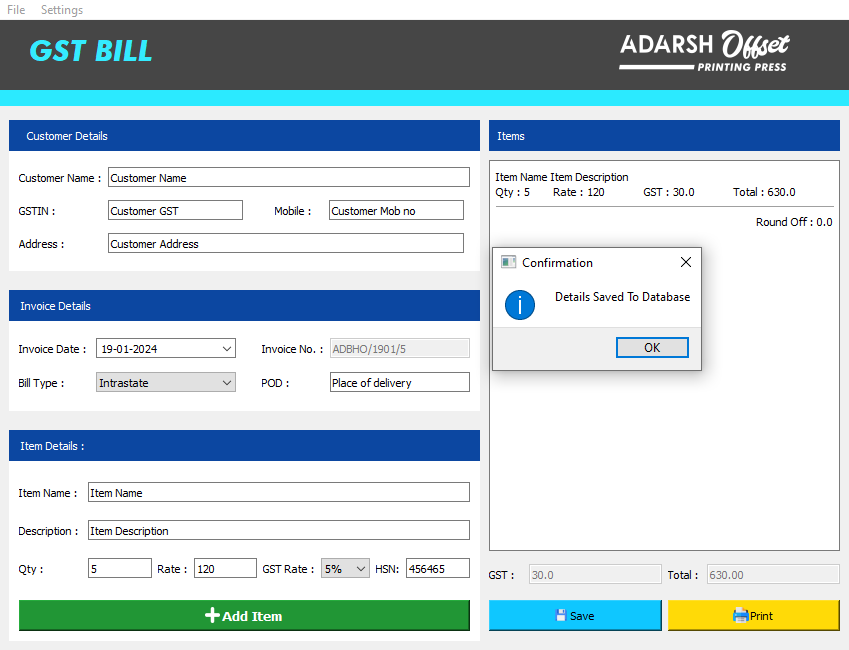 File Settings
GST BILL
ADARSH Offset
PRINTING PRESS
Customer Details
Customer Name : Customer Name
GSTIN : Customer GST Mobile : Customer Mob no
Address : Customer Address
Invoice Details
Invoice Date : 19-01-2024 Invoice No. : ADBHO/1901/5
Bill Type : Intrastate POD : Place of delivery
Item Details :
Item Name : Item Name
Description : Item Description
Qty : 5 Rate : 120 GST Rate : 5% HSN: 456465
Add Item
Items
Item Name Item Description
Qty : 5 Rate : 120 GST : 30.0 Total : 630.0
Round Off : 0.0
Confirmation
Details Saved To Database
OK
GST : 30.0 Total : 630.00
Save Print